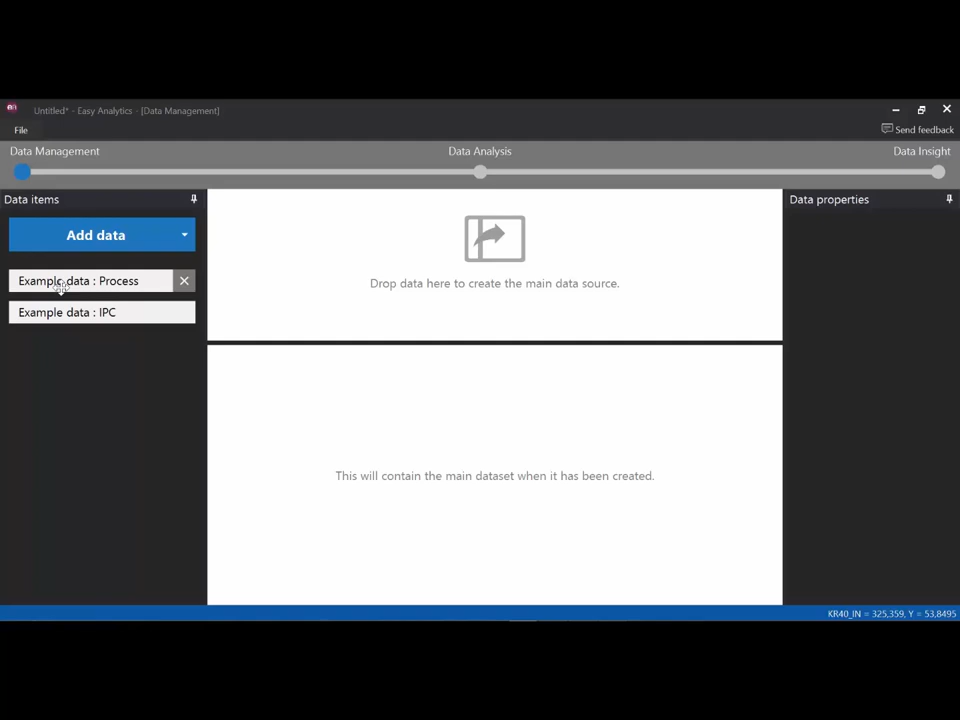 Untitled* - Easy Analytics - [Data Management]
File
Send feedback
Data Management
Data Analysis
Data Insight
Data items
Data properties
Add data
Example data : Process
Example data : IPC
Drop data here to create the main data source.
This will contain the main dataset when it has been created.
KR40_IN = 325,359, Y = 53,8495